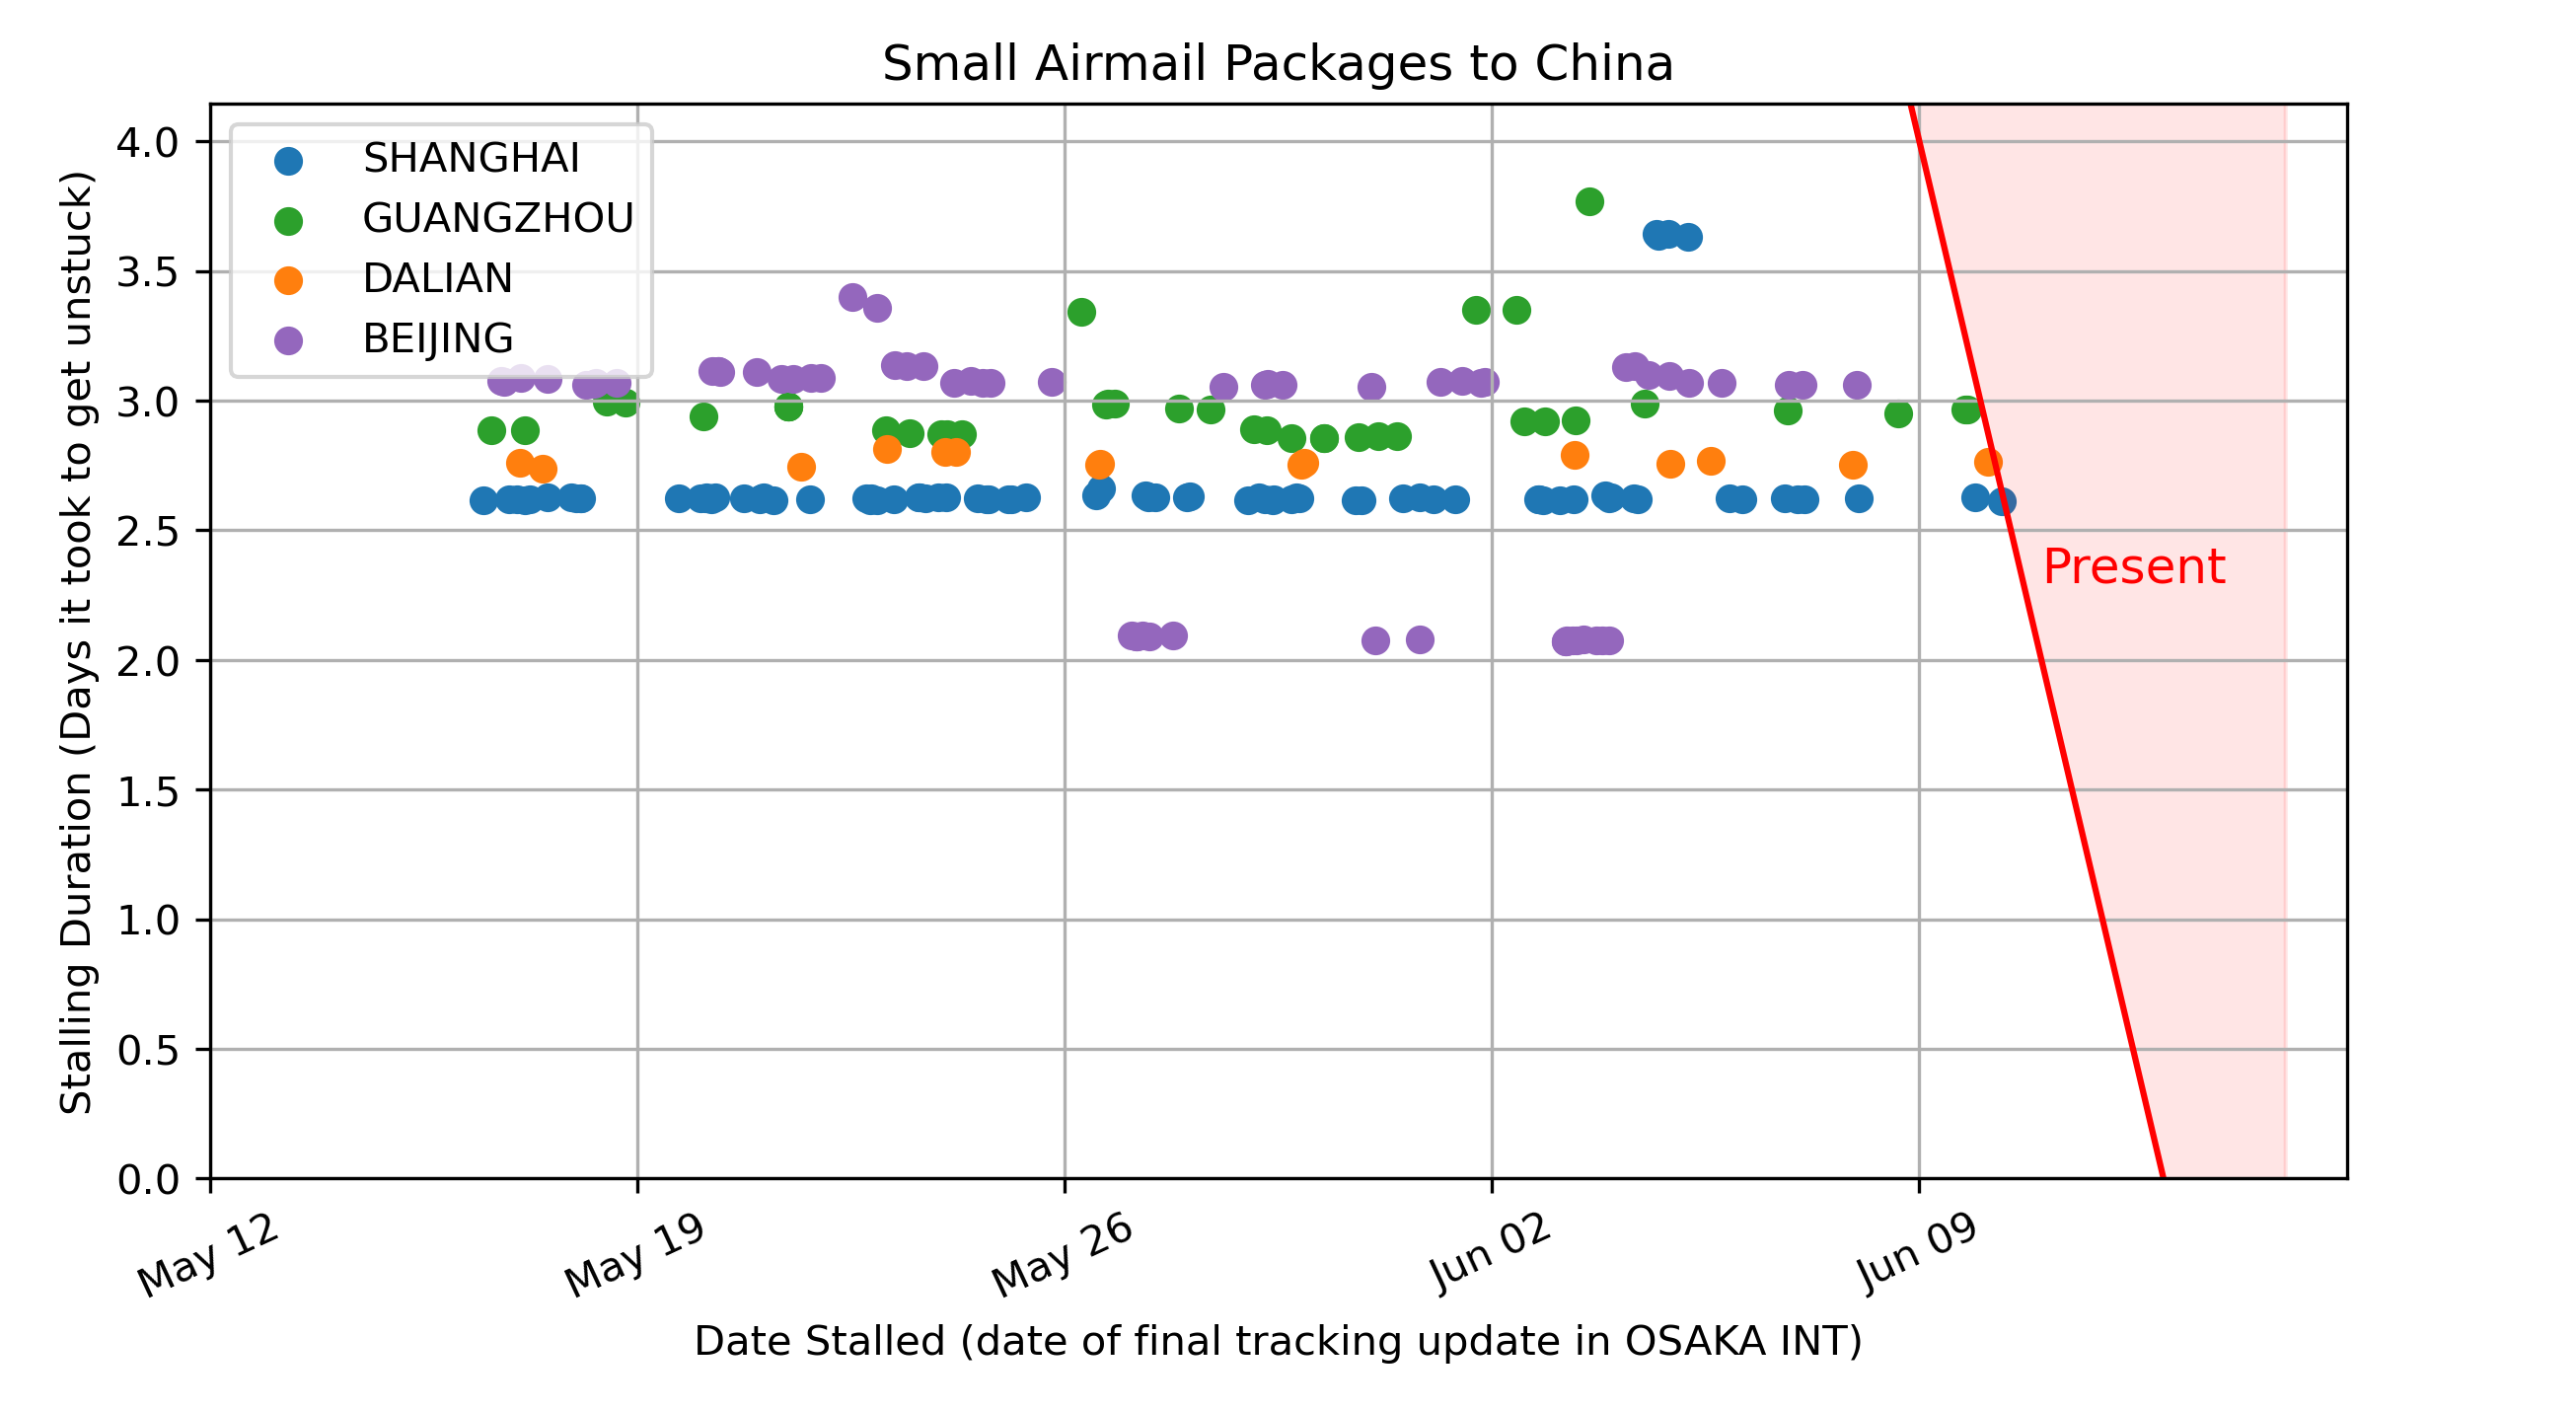 Small Airmail Packages to China
Stalling Duration (Days it took to get unstuck)
4.0
3.5
3.0
2.5
2.0
1.5
1.0
0.5
0.0
SHANGHAI
GUANGZHOU
DALIAN
BEIJING
Present
May 12
May 19
May 26
Jun 02
Jun 09
Date Stalled (date of final tracking update in OSAKA INT)